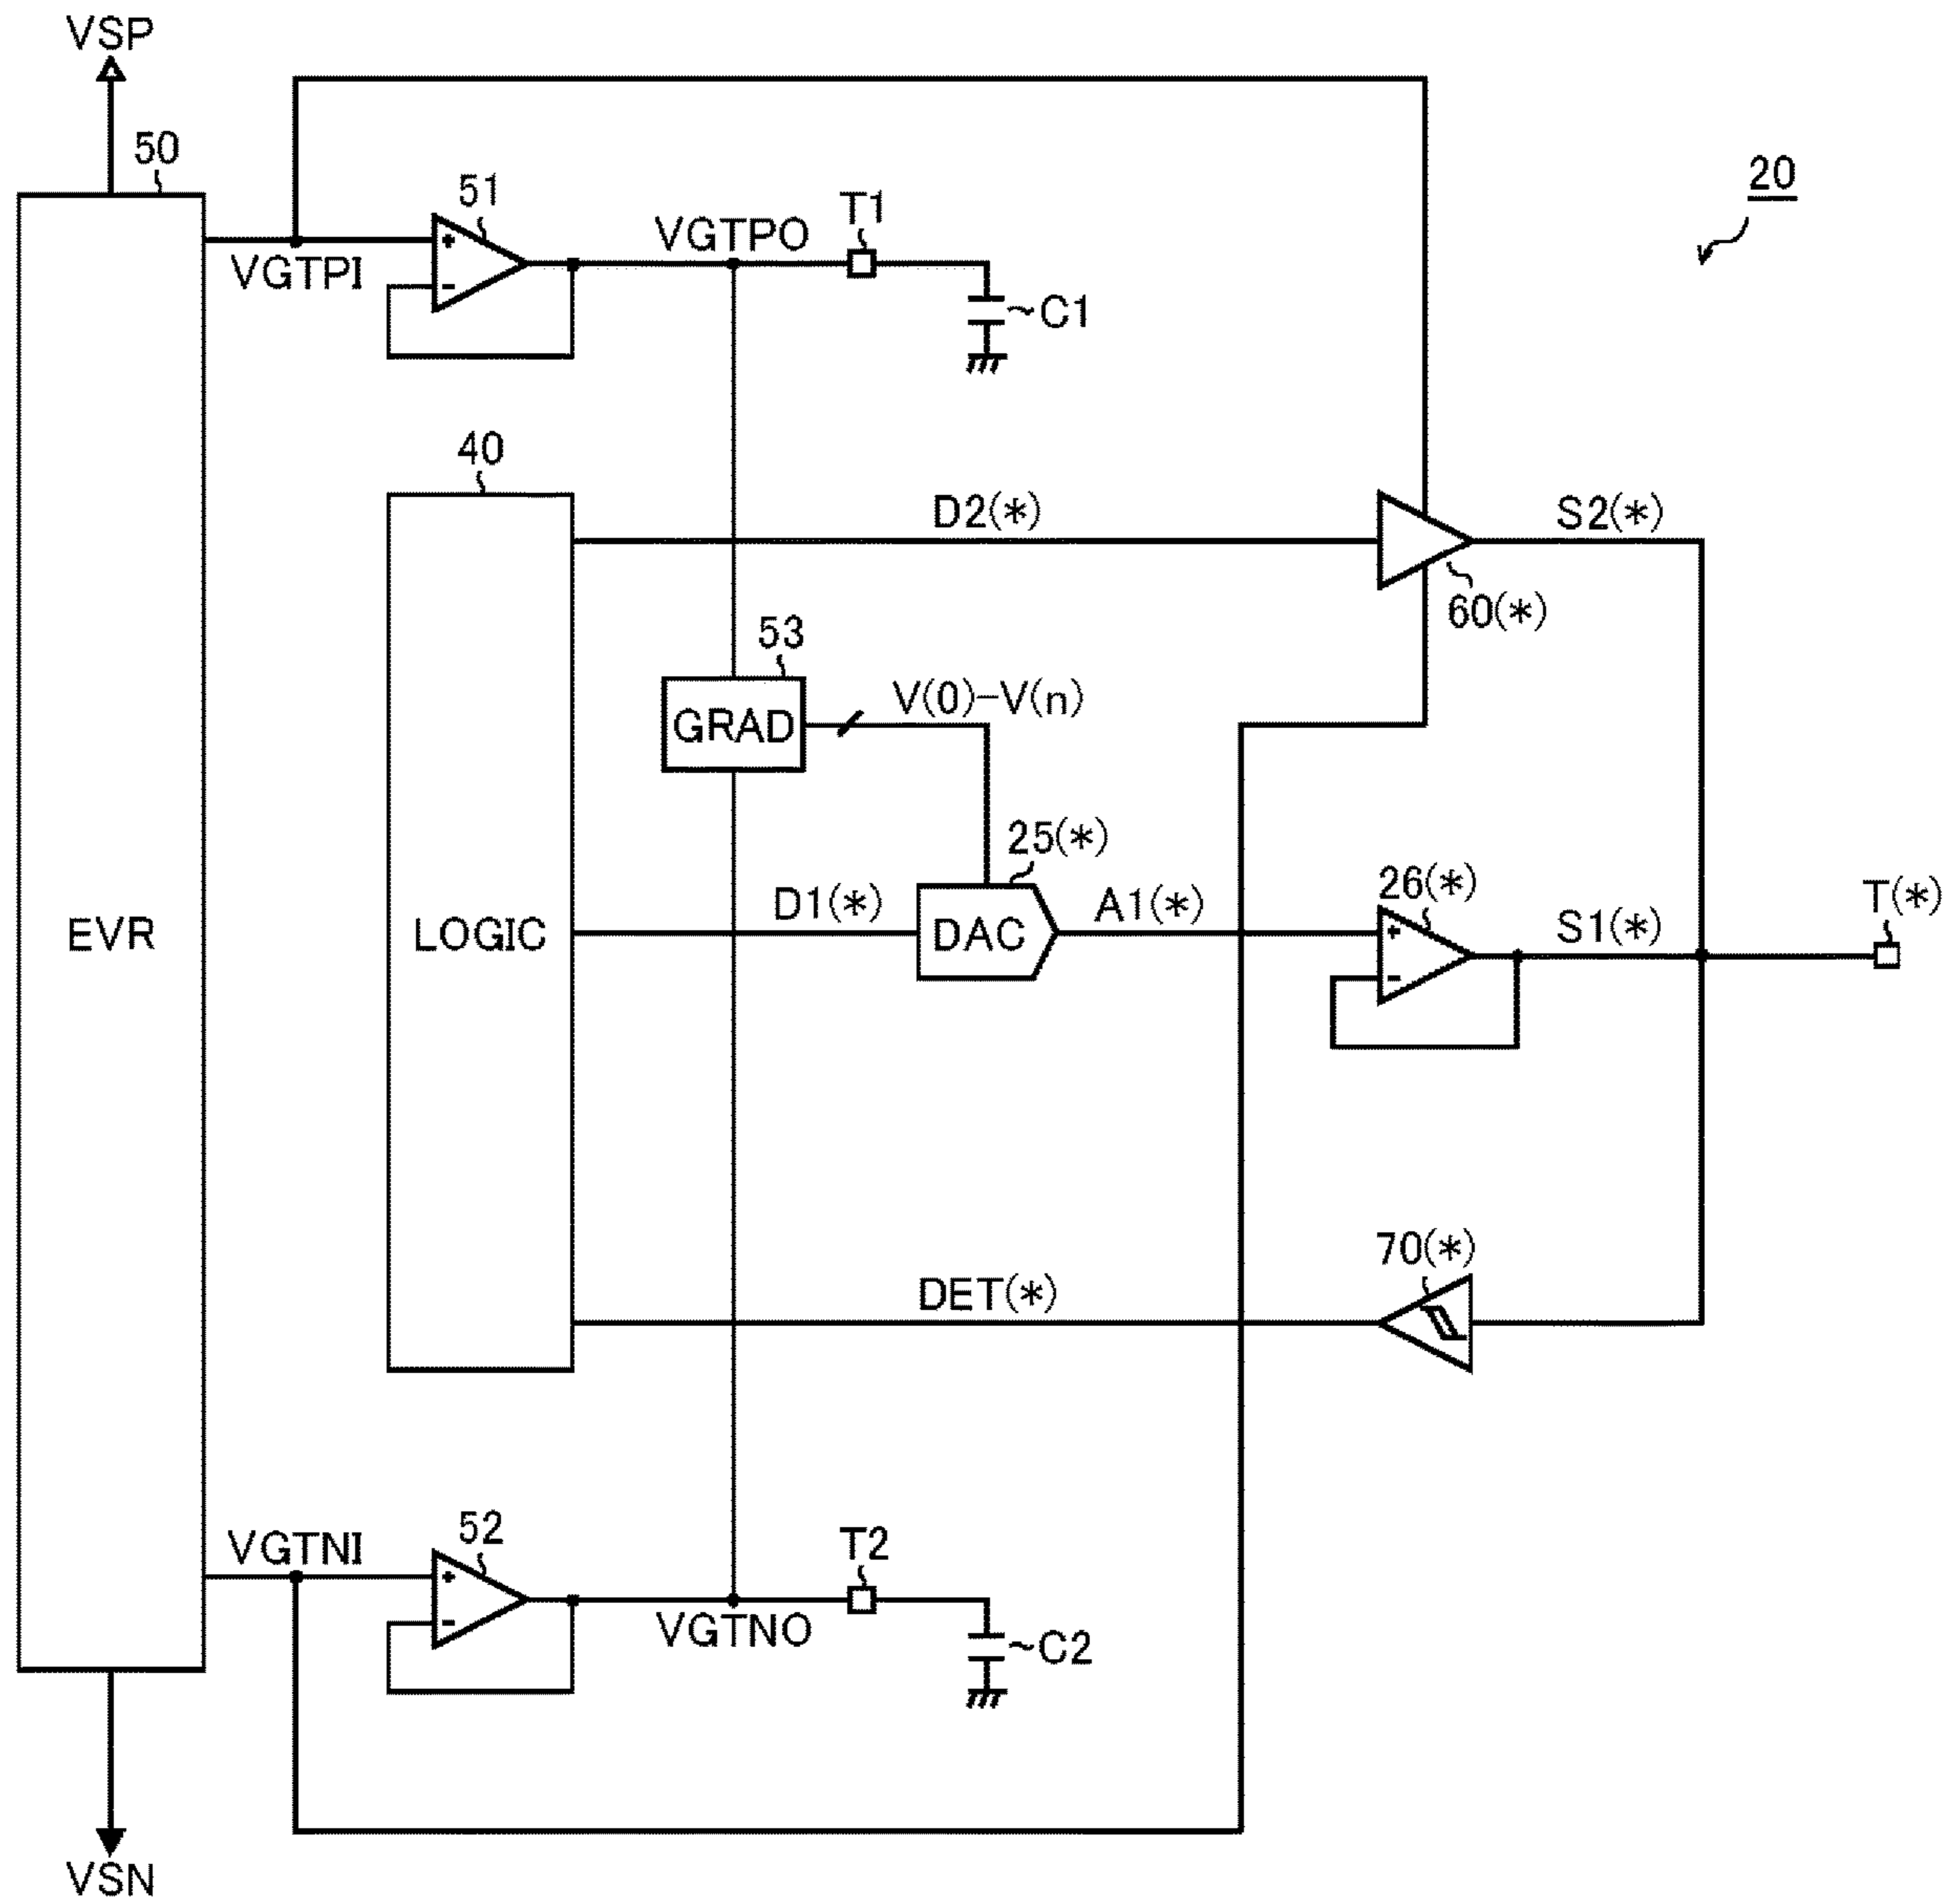 VSP
50
20
51
VGTPO
T1
VGTPI
+
-
~C1
40
D2(*)
S2(*)
60(*)
53
V(0)-V(n)
GRAD
25(*)
26(*)
T(*)
EVR
LOGIC
D1(*)
DAC
A1(*)
+
-
S1(*)
70(*)
DET(*)
VGTNI
52
T2
+
-
VGTNO
~C2
VSN